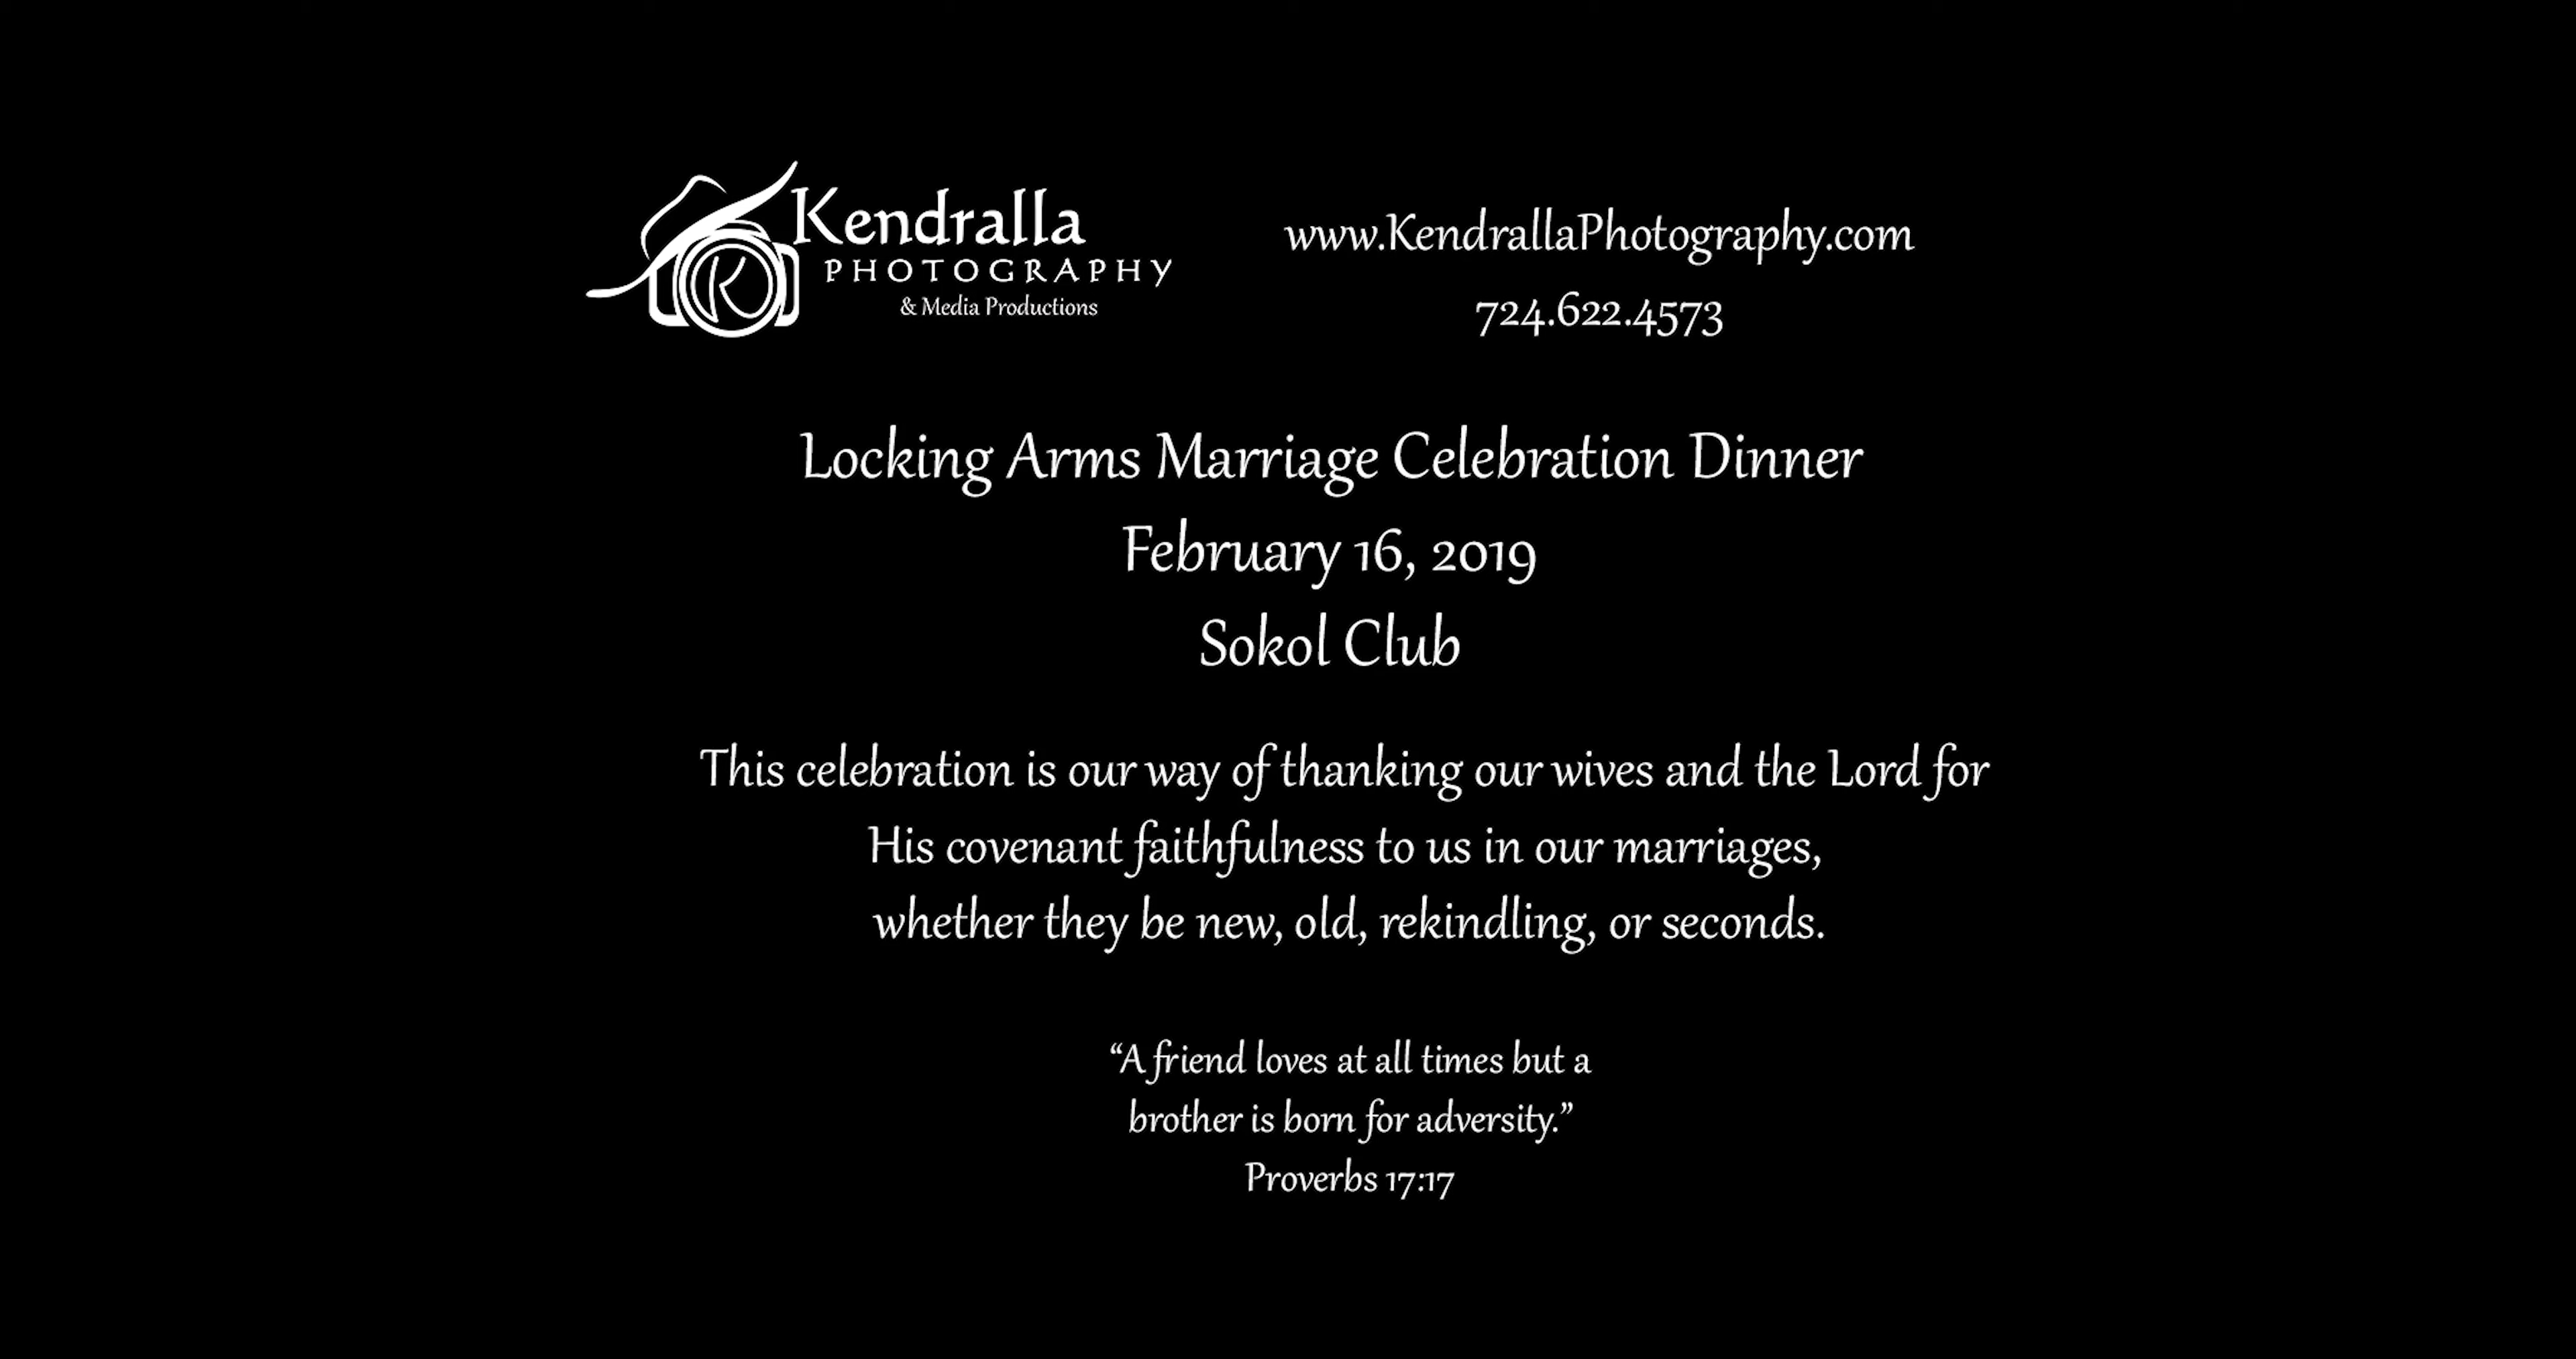 Kendralla
PHOTOGRAPHY
& Media Productions
K
www.KendrallaPhotography.com
724.622.4573
Locking Arms Marriage Celebration Dinner
February 16, 2019
Sokol Club
This celebration is our way of thanking our wives and the Lord for
His covenant faithfulness to us in our marriages,
whether they be new, old, rekindling, or seconds.
“A friend loves at all times but a
brother is born for adversity.”
Proverbs 17:17